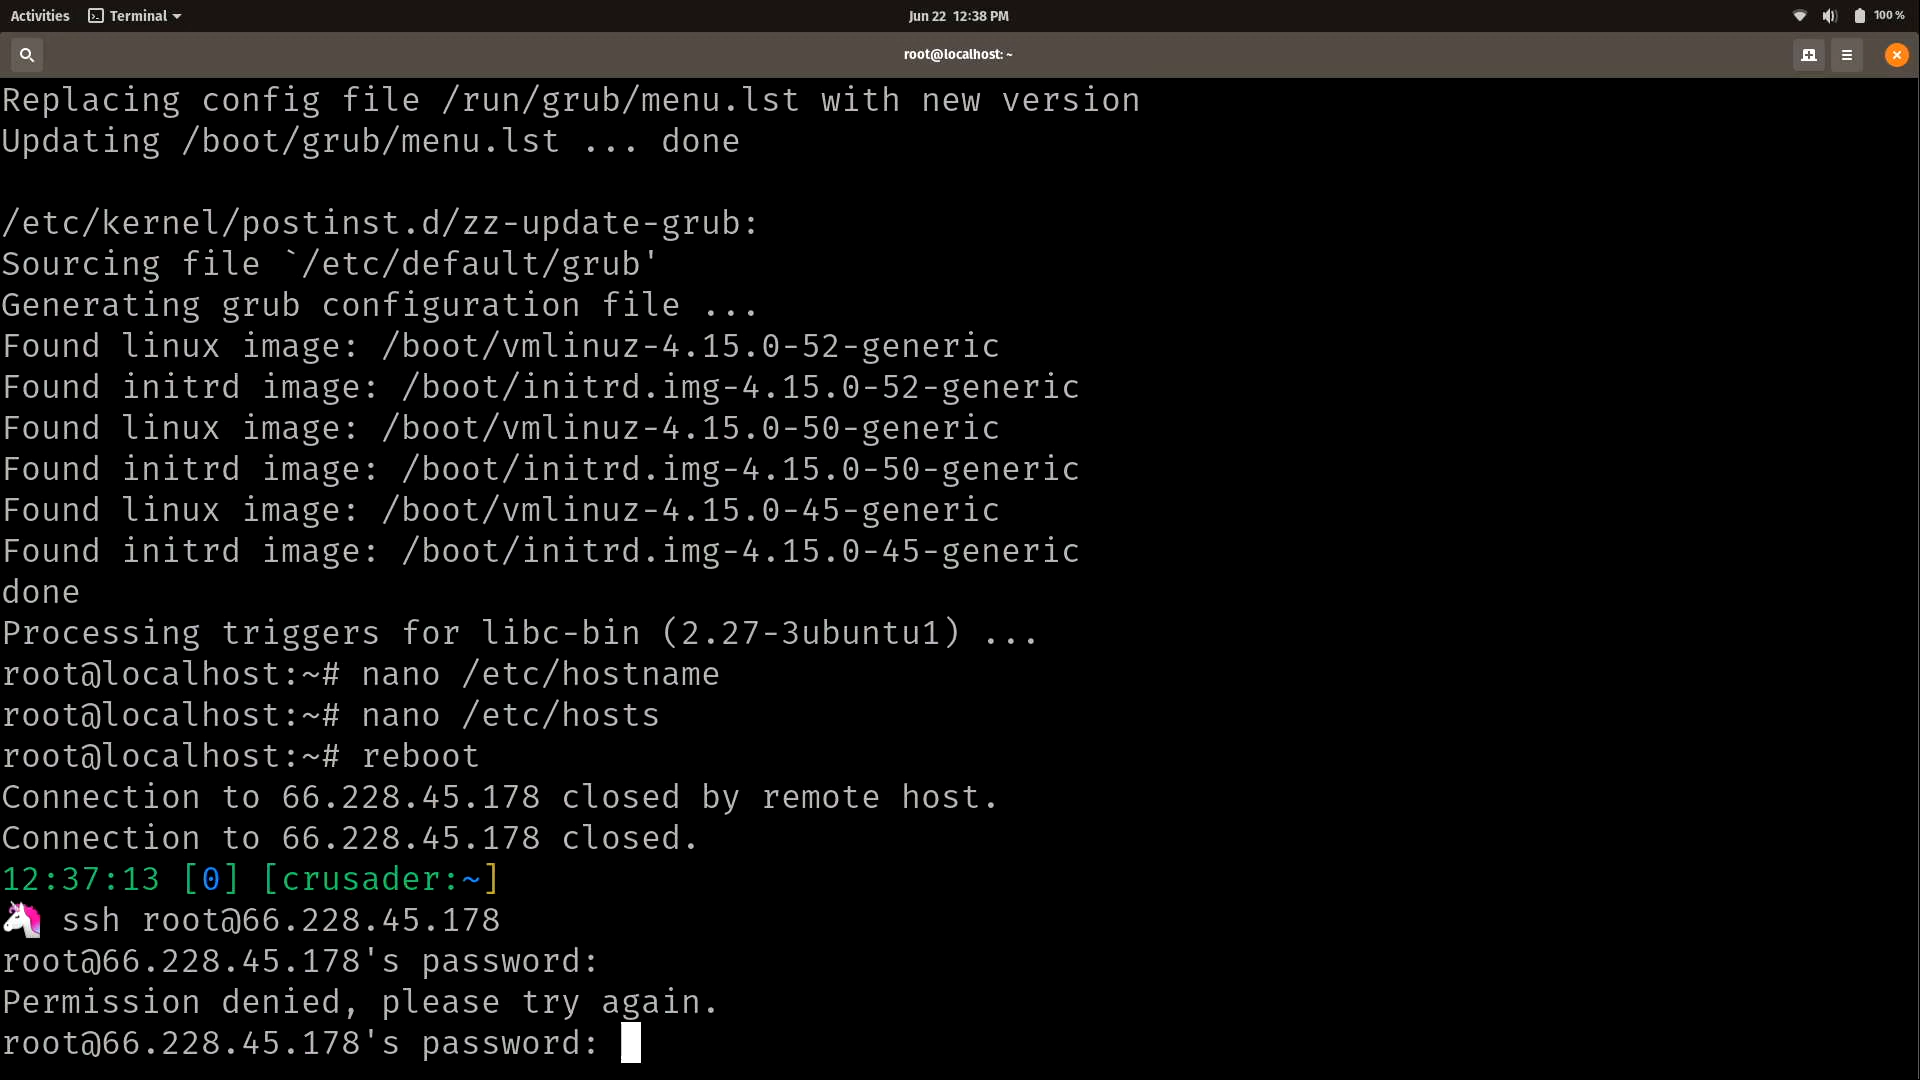 Activities Terminal Jun 22 12:38 PM 100 %
root@localhost: ~
Replacing config file /run/grub/menu.lst with new version
Updating /boot/grub/menu.lst ... done
/etc/kernel/postinst.d/zz-update-grub:
Sourcing file `/etc/default/grub'
Generating grub configuration file ...
Found linux image: /boot/vmlinuz-4.15.0-52-generic
Found initrd image: /boot/initrd.img-4.15.0-52-generic
Found linux image: /boot/vmlinuz-4.15.0-50-generic
Found initrd image: /boot/initrd.img-4.15.0-50-generic
Found linux image: /boot/vmlinuz-4.15.0-45-generic
Found initrd image: /boot/initrd.img-4.15.0-45-generic
done
Processing triggers for libc-bin (2.27-3ubuntu1) ...
root@localhost:~# nano /etc/hostname
root@localhost:~# nano /etc/hosts
root@localhost:~# reboot
Connection to 66.228.45.178 closed by remote host.
Connection to 66.228.45.178 closed.
12:37:13 [0] [crusader:~]
🦄 ssh root@66.228.45.178
root@66.228.45.178's password:
Permission denied, please try again.
root@66.228.45.178's password: